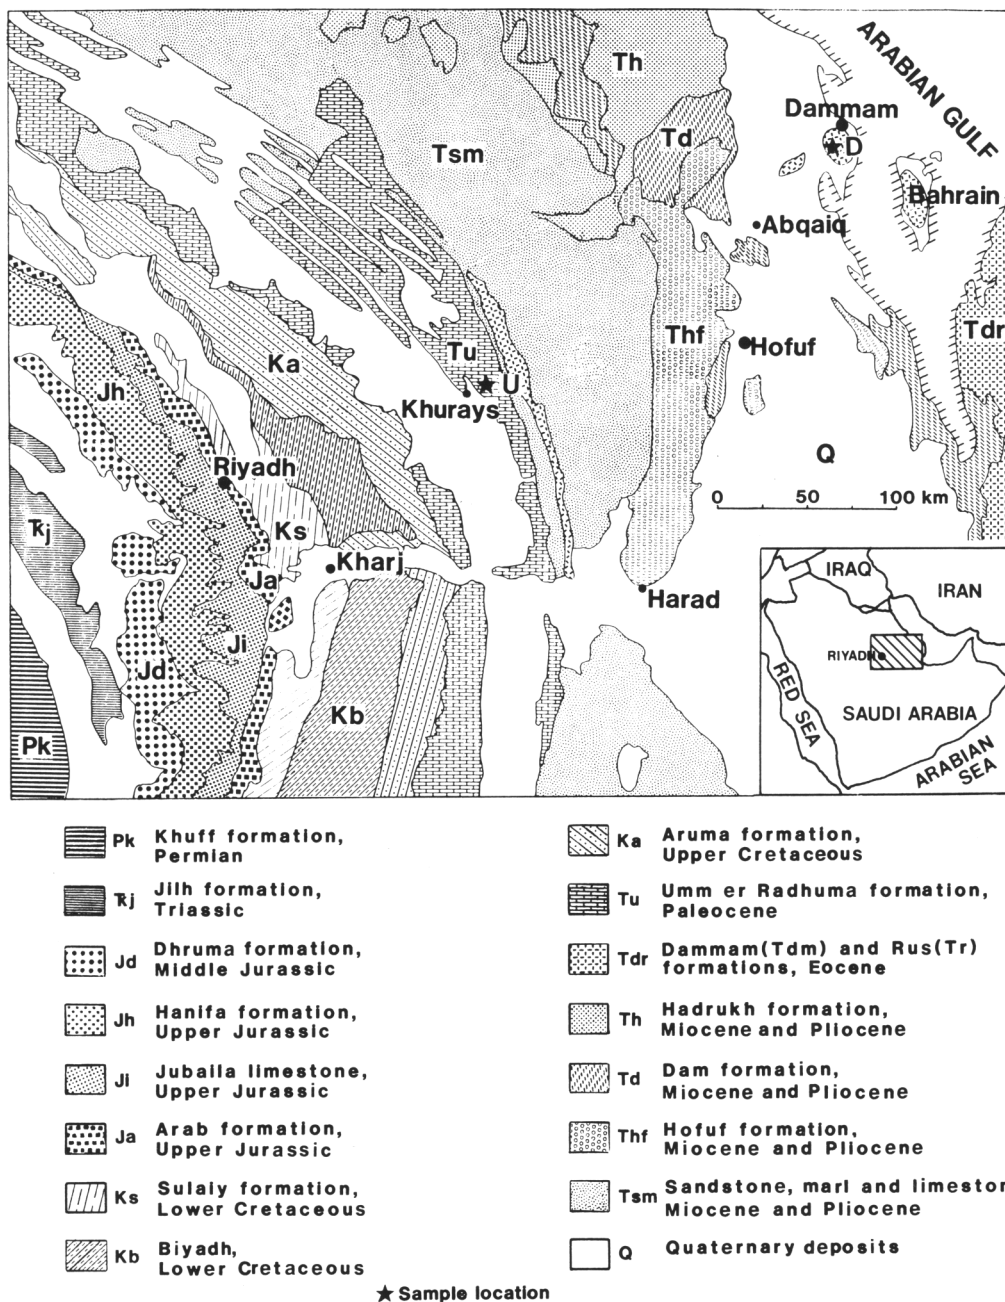 ARABIAN GULF
Th
Dammam
Td
D
Tsm
Bahrain
Abqaiq
Tdr
Thf
Hofuf
Ka
Tu
U
Jh
Khurays
Q
Riyadh
0 50 100 km
Ꞃj
Ks
Kharj
Ja
Harad
Ji
Jd
Kb
Pk
IRAQ
IRAN
RIYADH
RED SEA
SAUDI ARABIA
ARABIAN
SEA
Pk Khuff formation,
Permian
Ꞃj Jilh formation,
Triassic
Jd Dhruma formation,
Middle Jurassic
Jh Hanifa formation,
Upper Jurassic
Ji Jubaila limestone,
Upper Jurassic
Ja Arab formation,
Upper Jurassic
Ks Sulaiy formation,
Lower Cretaceous
Kb Biyadh,
Lower Cretaceous
Ka Aruma formation,
Upper Cretaceous
Tu Umm er Radhuma formation,
Paleocene
Tdr Dammam(Tdm) and Rus(Tr)
formations, Eocene
Th Hadrukh formation,
Miocene and Pliocene
Td Dam formation,
Miocene and Pliocene
Thf Hofuf formation,
Miocene and Pliocene
Tsm Sandstone, marl and limeston
Miocene and Pliocene
Q Quaternary deposits
★ Sample location